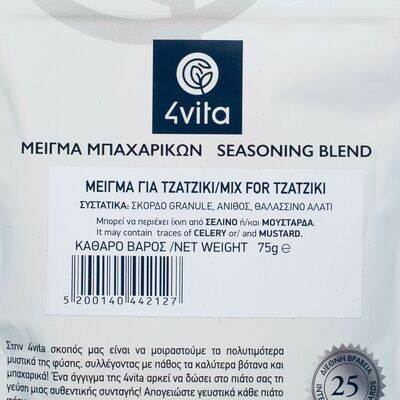 4vita
ΜΕΙΓΜΑ ΜΠΑΧΑΡΙΚΩΝ SEASONING BLEND
ΜΕΙΓΜΑ ΓΙΑ ΤΖΑΤΖΙΚΙ/MIX FOR TZATZIKI
ΣΥΣΤΑΤΙΚΑ: ΣΚΟΡΔΟ GRANULE, ΑΝΙΘΟΣ, ΘΑΛΑΣΣΙΝΟ ΑΛΑΤΙ
Μπορεί να περιέχει ίχνη από ΣΕΛΙΝΟ ή/και ΜΟΥΣΤΑΡΔΑ.
It may contain traces of CELERY or/ and MUSTARD.
ΚΑΘΑΡΟ ΒΑΡΟΣ /NET WEIGHT 75g ℮
5 200140 442127
Στην 4vita σκοπός μας είναι να μοιραστούμε τα πολυτιμότερα
μυστικά της φύσης, συλλέγοντας με πάθος τα καλύτερα βότανα και
μπαχαρικά! Ένα άγγιγμα της 4vita αρκεί να δώσει στο πιάτο σας τη
γεύση μιας αυθεντικής συνταγής! Απογειώστε γευστικά κάθε πιάτο
ΔΙΕΘΝΗ ΒΡΑΒΕΙΑ
25